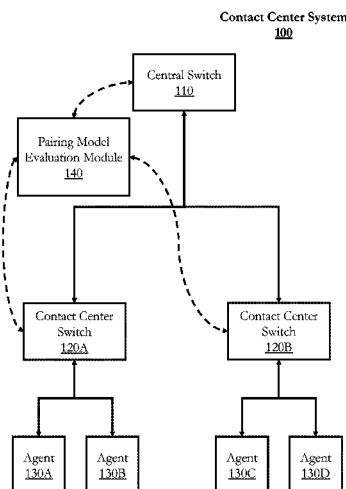 Contact Center System
100
Central Switch
110
Pairing Model
Evaluation Module
140
Contact Center
Switch
120A
Contact Center
Switch
120B
Agent
130A
Agent
130B
Agent
130C
Agent
130D